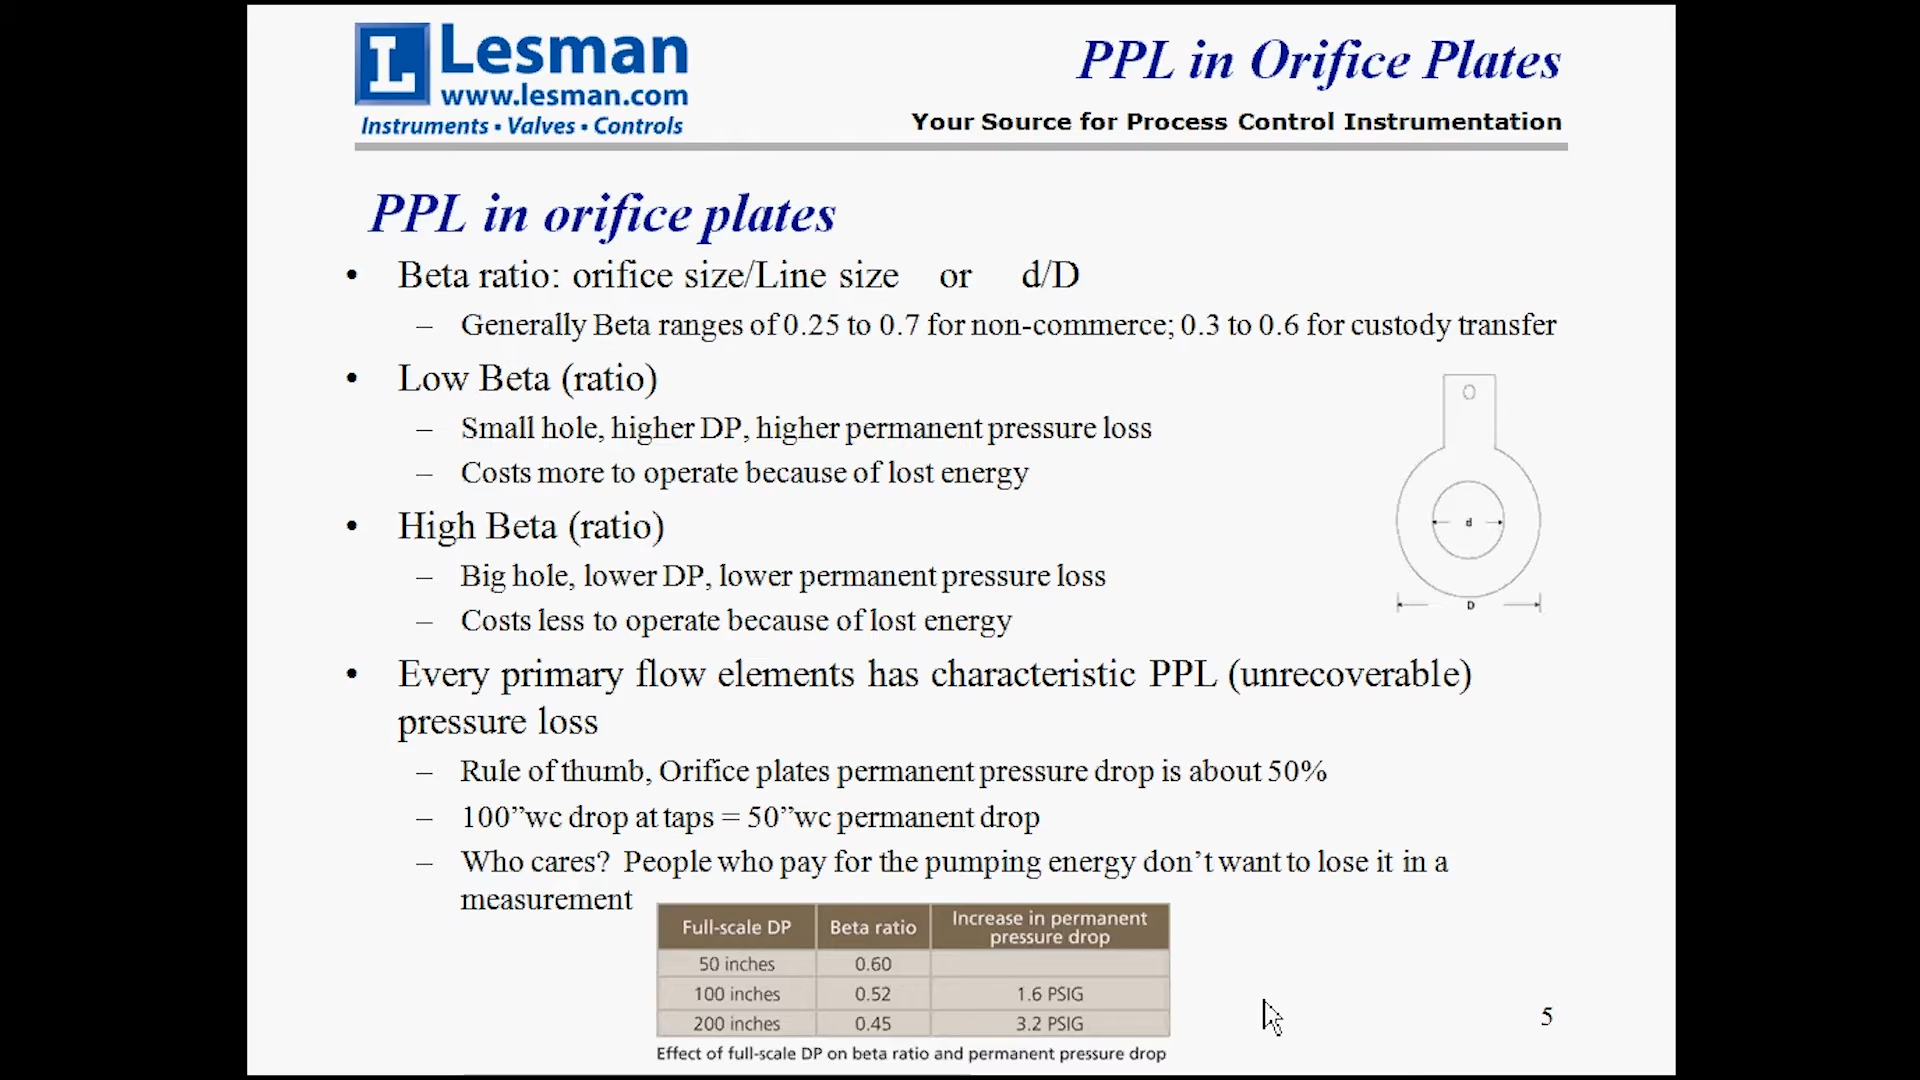 L Lesman
www.lesman.com
Instruments • Valves • Controls
PPL in Orifice Plates
Your Source for Process Control Instrumentation
PPL in orifice plates
• Beta ratio: orifice size/Line size or d/D
– Generally Beta ranges of 0.25 to 0.7 for non-commerce; 0.3 to 0.6 for custody transfer
• Low Beta (ratio)
– Small hole, higher DP, higher permanent pressure loss
– Costs more to operate because of lost energy
• High Beta (ratio)
– Big hole, lower DP, lower permanent pressure loss
– Costs less to operate because of lost energy
d
D
• Every primary flow elements has characteristic PPL (unrecoverable)
pressure loss
– Rule of thumb, Orifice plates permanent pressure drop is about 50%
– 100”wc drop at taps = 50”wc permanent drop
– Who cares? People who pay for the pumping energy don’t want to lose it in a
measurement
Full-scale DP Beta ratio Increase in permanent
pressure drop
50 inches 0.60
100 inches 0.52 1.6 PSIG
200 inches 0.45 3.2 PSIG
Effect of full-scale DP on beta ratio and permanent pressure drop
5